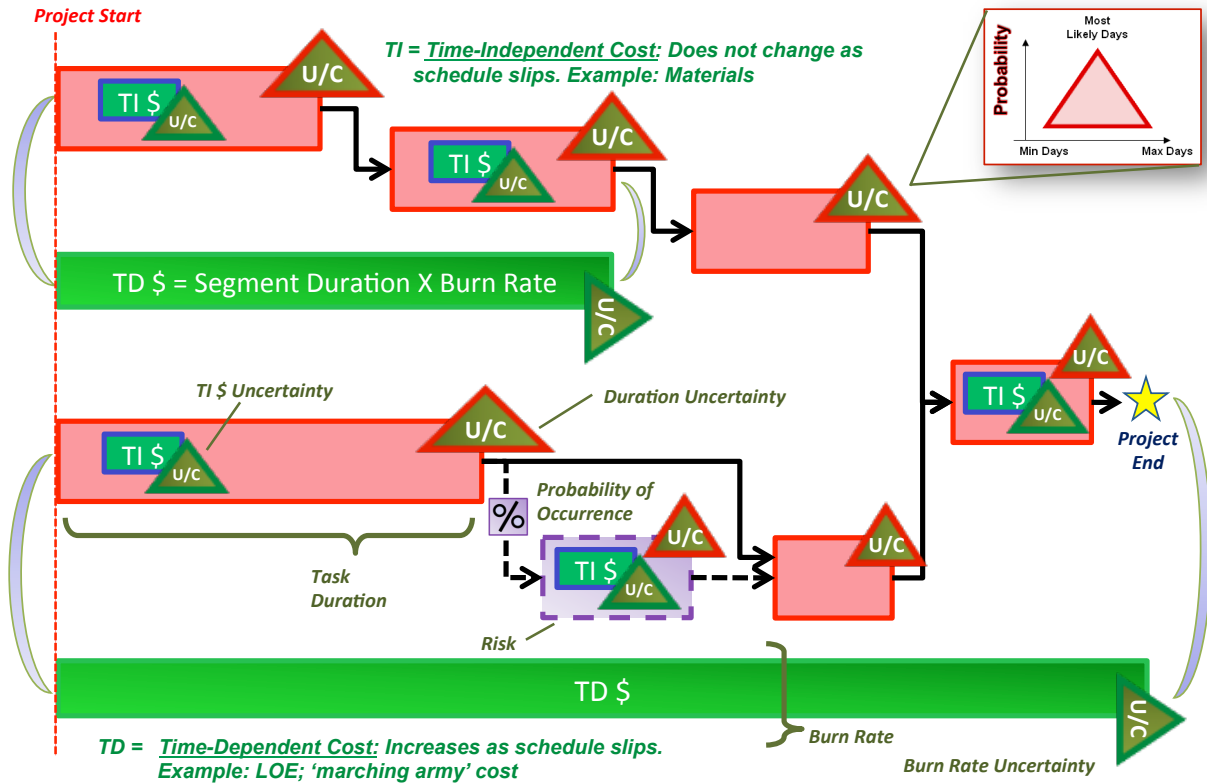 Project Start
TI = Time-Independent Cost: Does not change as
schedule slips. Example: Materials
Most
Likely Days
Probability
Min Days
Max Days
U/C
TI $
U/C
U/C
TI $
U/C
U/C
TD $ = Segment Duration X Burn Rate
U/C
TI $ Uncertainty
Duration Uncertainty
U/C
TI $
U/C
Project
End
U/C
TI $
U/C
%
Probability of
Occurrence
U/C
TI $
U/C
U/C
Task
Duration
Risk
TD $
U/C
Burn Rate
TD = Time-Dependent Cost: Increases as schedule slips.
Example: LOE; ‘marching army’ cost
Burn Rate Uncertainty